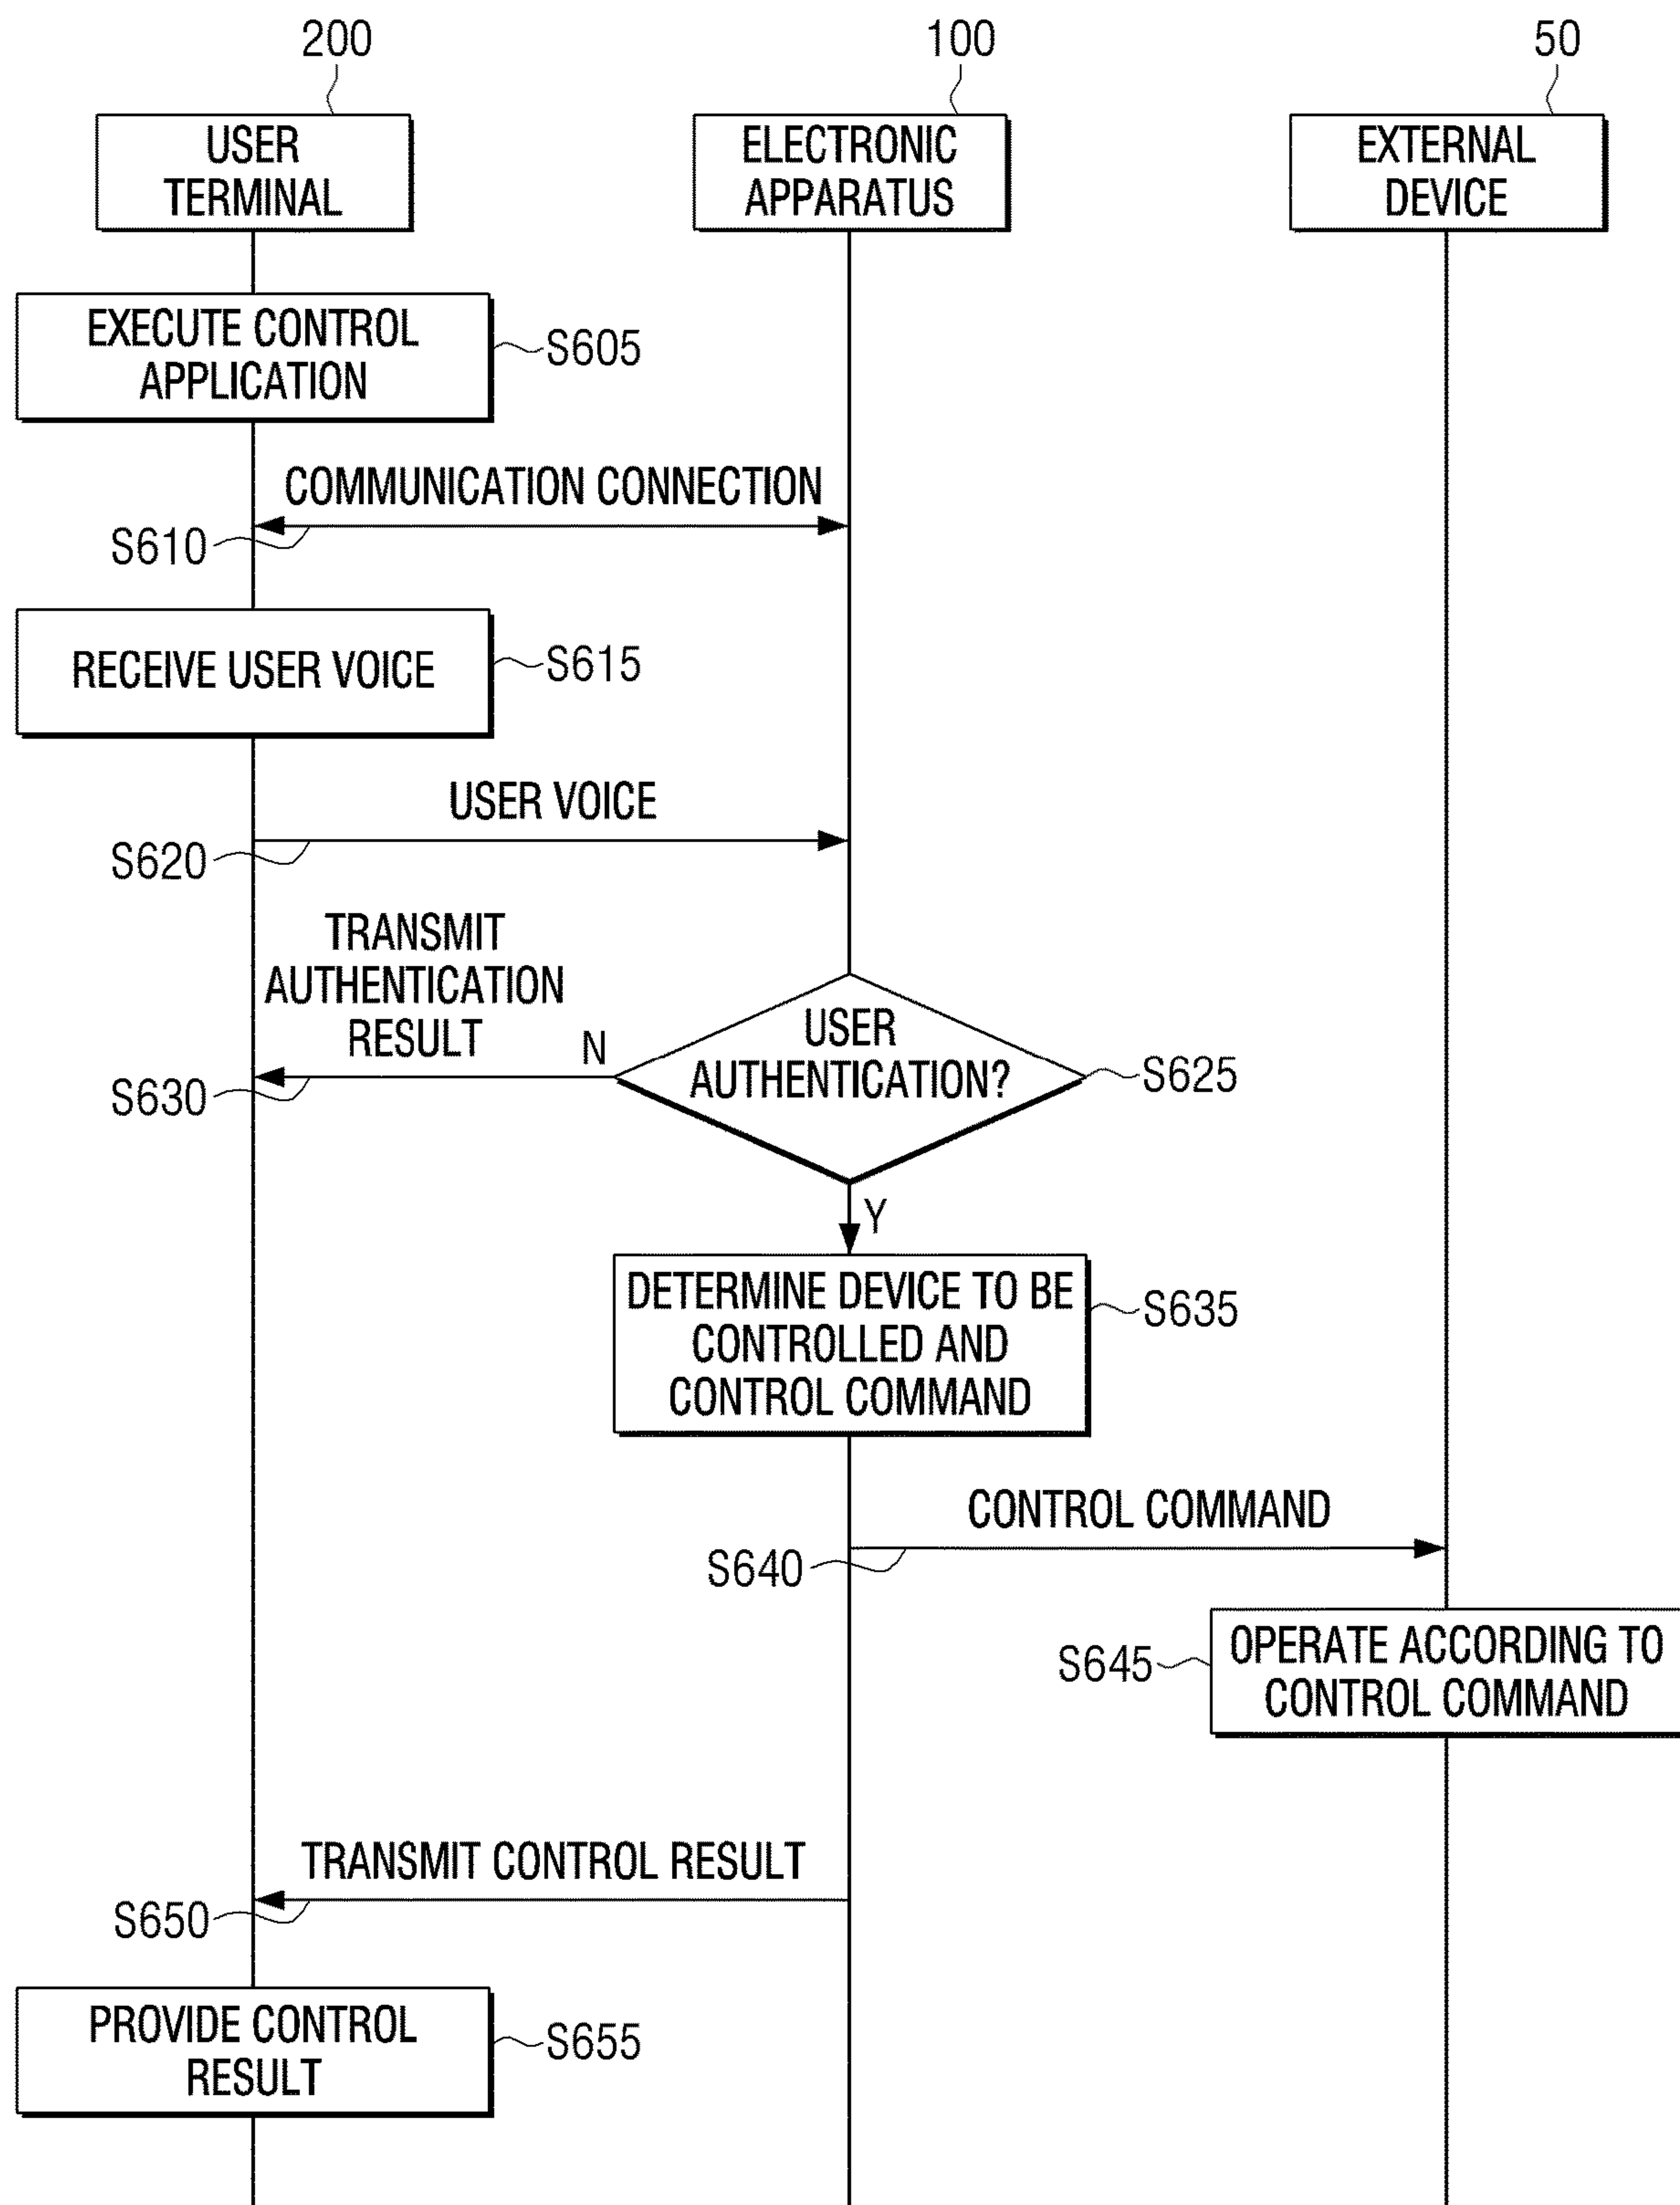 200
100
50
USER
TERMINAL
ELECTRONIC
APPARATUS
EXTERNAL
DEVICE
EXECUTE CONTROL
APPLICATION
S605
COMMUNICATION CONNECTION
S610
RECEIVE USER VOICE
S615
USER VOICE
S620
TRANSMIT
AUTHENTICATION
RESULT
N
S630
USER
AUTHENTICATION?
S625
Y
DETERMINE DEVICE TO BE
CONTROLLED AND
CONTROL COMMAND
S635
CONTROL COMMAND
S640
S645
OPERATE ACCORDING TO
CONTROL COMMAND
TRANSMIT CONTROL RESULT
S650
PROVIDE CONTROL
RESULT
S655